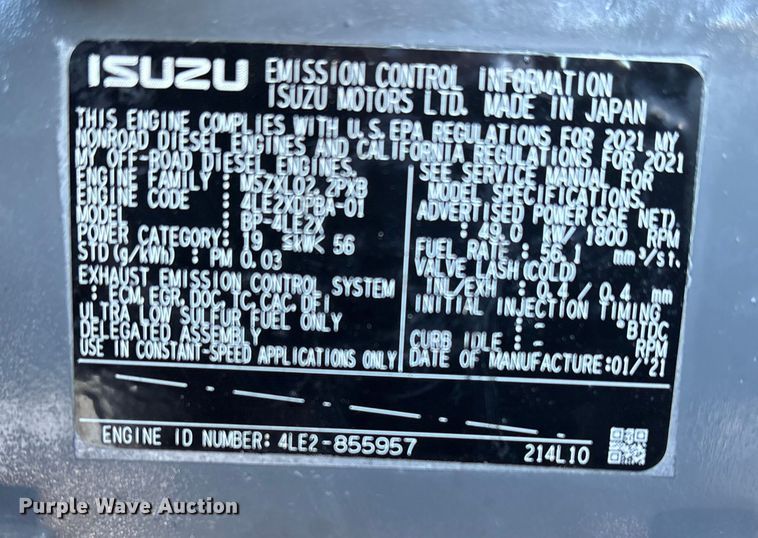 ISUZU EMISSION CONTROL INFORMATION
ISUZU MOTORS LTD. MADE IN JAPAN
THIS ENGINE COMPLIES WITH U.S.EPA REGULATIONS FOR 2021 MY
NONROAD DIESEL ENGINES AND CALIFORNIA REGULATIONS FOR 2021
MY OFF-ROAD DIESEL ENGINES.
ENGINE FAMILY : MSZXL02.2PXB
ENGINE CODE : 4LE2XDPBA-01
MODEL : BP-4LE2X
POWER CATEGORY: 19 ≤kW< 56
STD (g/kWh) : PM 0.03
EXHAUST EMISSION CONTROL SYSTEM
: ECM, EGR, DOC, TC, CAC, DFI
ULTRA LOW SULFUR FUEL ONLY
DELEGATED ASSEMBLY
USE IN CONSTANT-SPEED APPLICATIONS ONLY
SEE SERVICE MANUAL FOR
MODEL SPECIFICATIONS.
ADVERTISED POWER(SAE NET)
: 49.0 kW/ 1800 RPM
FUEL RATE : 56.1 mm³/st.
VALVE LASH(COLD)
INL/EXH : 0.4 / 0.4 mm
INITIAL INJECTION TIMING
: - °BTDC
CURB IDLE : - RPM
DATE OF MANUFACTURE:01/'21
ENGINE ID NUMBER: 4LE2-855957
214L10
Purple Wave Auction